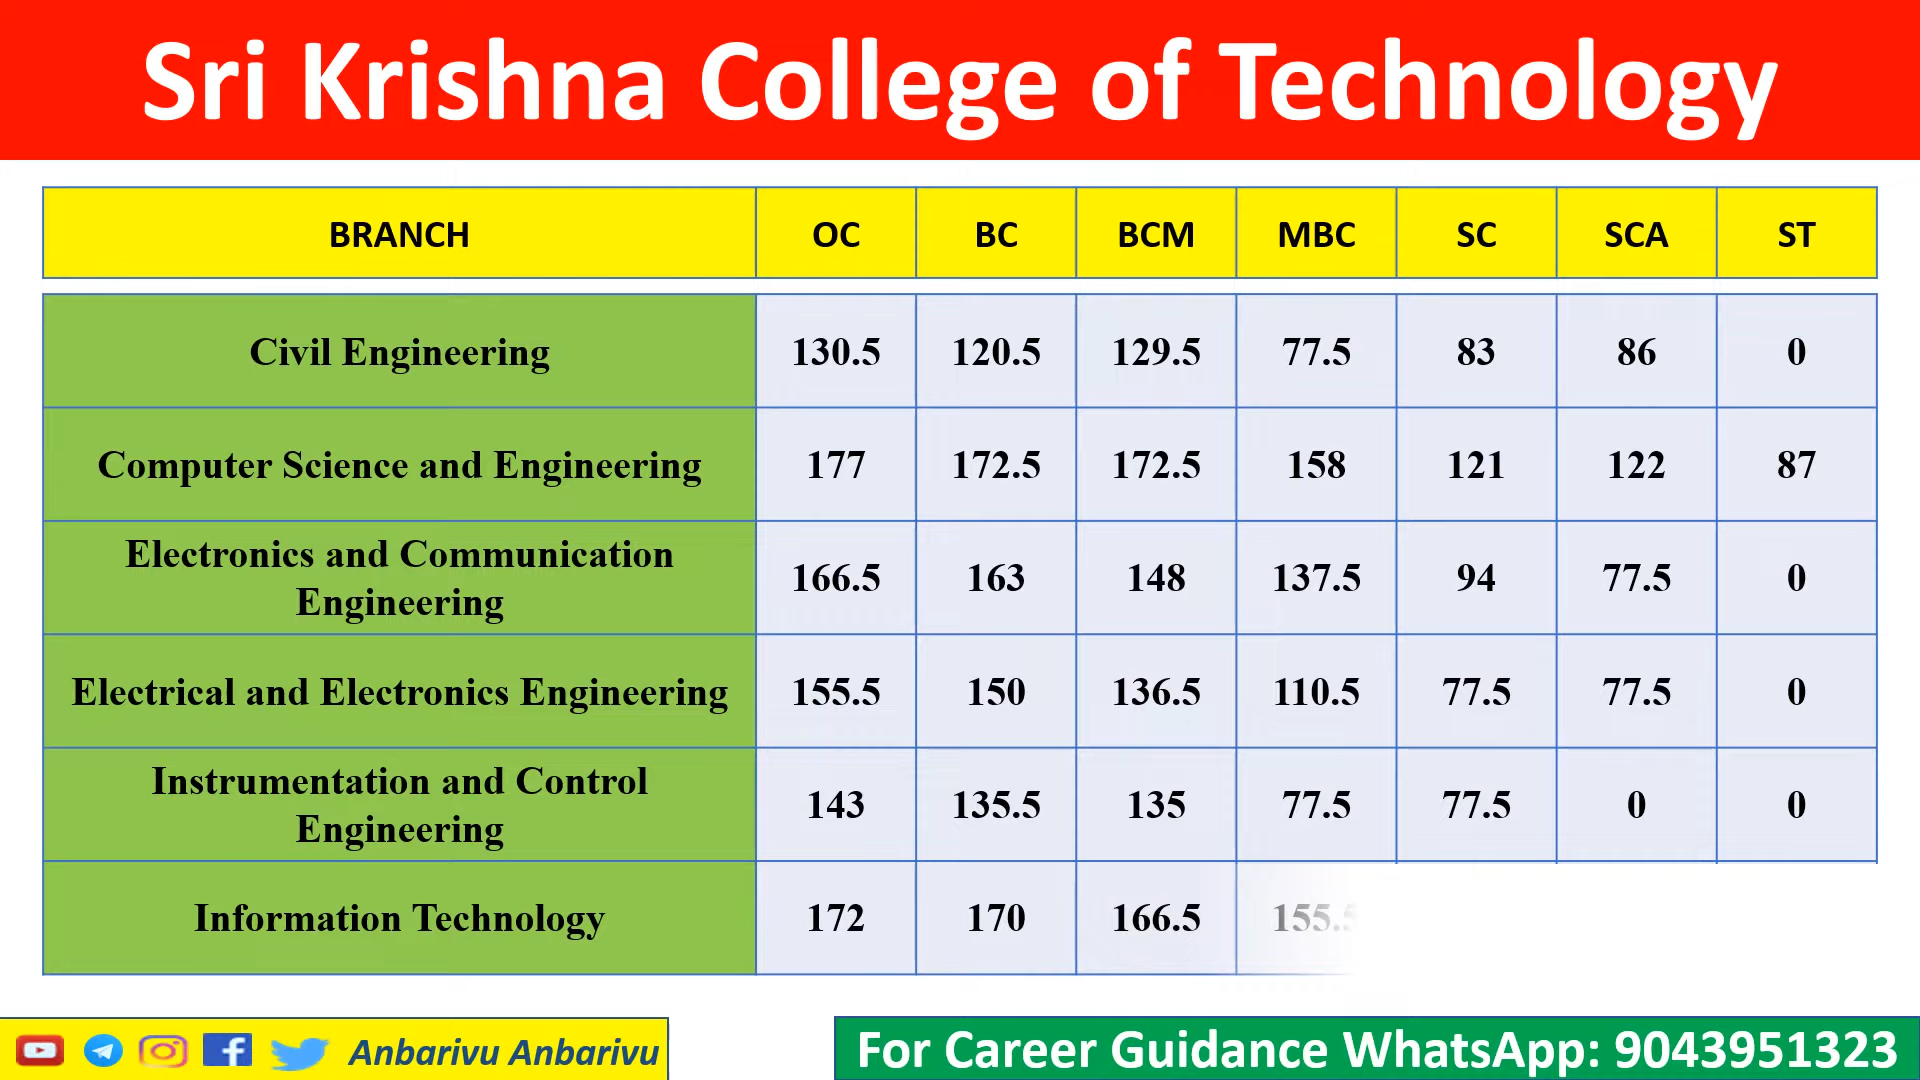 Sri Krishna College of Technology
BRANCH OC BC BCM MBC SC SCA ST
Civil Engineering 130.5 120.5 129.5 77.5 83 86 0
Computer Science and Engineering 177 172.5 172.5 158 121 122 87
Electronics and Communication
Engineering 166.5 163 148 137.5 94 77.5 0
Electrical and Electronics Engineering 155.5 150 136.5 110.5 77.5 77.5 0
Instrumentation and Control
Engineering 143 135.5 135 77.5 77.5 0 0
Information Technology 172 170 166.5 155.5
Anbarivu Anbarivu
For Career Guidance WhatsApp: 9043951323